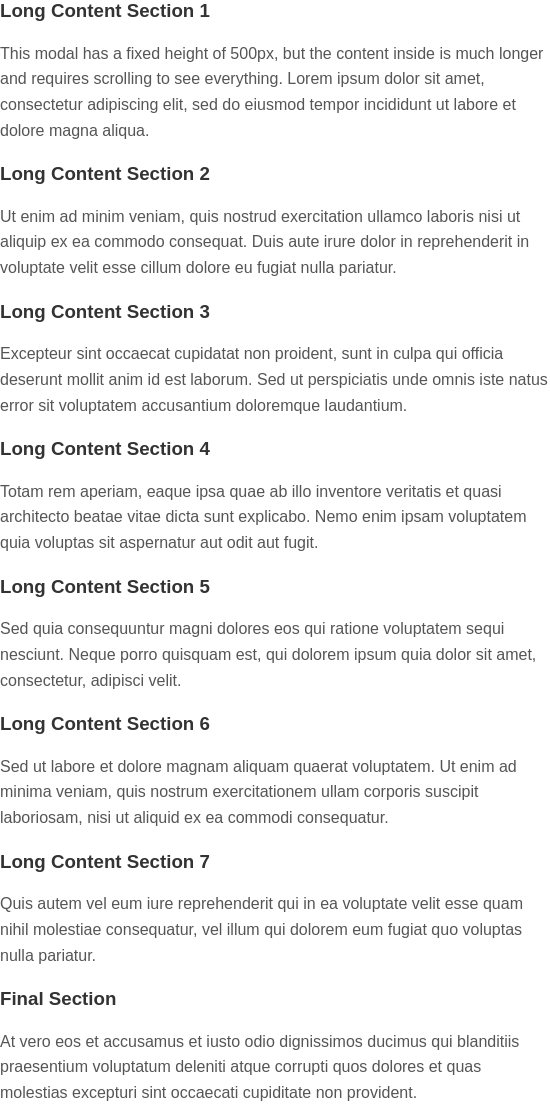 Long Content Section 1
This modal has a fixed height of 500px, but the content inside is much longer
and requires scrolling to see everything. Lorem ipsum dolor sit amet,
consectetur adipiscing elit, sed do eiusmod tempor incididunt ut labore et
dolore magna aliqua.
Long Content Section 2
Ut enim ad minim veniam, quis nostrud exercitation ullamco laboris nisi ut
aliquip ex ea commodo consequat. Duis aute irure dolor in reprehenderit in
voluptate velit esse cillum dolore eu fugiat nulla pariatur.
Long Content Section 3
Excepteur sint occaecat cupidatat non proident, sunt in culpa qui officia
deserunt mollit anim id est laborum. Sed ut perspiciatis unde omnis iste natus
error sit voluptatem accusantium doloremque laudantium.
Long Content Section 4
Totam rem aperiam, eaque ipsa quae ab illo inventore veritatis et quasi
architecto beatae vitae dicta sunt explicabo. Nemo enim ipsam voluptatem
quia voluptas sit aspernatur aut odit aut fugit.
Long Content Section 5
Sed quia consequuntur magni dolores eos qui ratione voluptatem sequi
nesciunt. Neque porro quisquam est, qui dolorem ipsum quia dolor sit amet,
consectetur, adipisci velit.
Long Content Section 6
Sed ut labore et dolore magnam aliquam quaerat voluptatem. Ut enim ad
minima veniam, quis nostrum exercitationem ullam corporis suscipit
laboriosam, nisi ut aliquid ex ea commodi consequatur.
Long Content Section 7
Quis autem vel eum iure reprehenderit qui in ea voluptate velit esse quam
nihil molestiae consequatur, vel illum qui dolorem eum fugiat quo voluptas
nulla pariatur.
Final Section
At vero eos et accusamus et iusto odio dignissimos ducimus qui blanditiis
praesentium voluptatum deleniti atque corrupti quos dolores et quas
molestias excepturi sint occaecati cupiditate non provident.